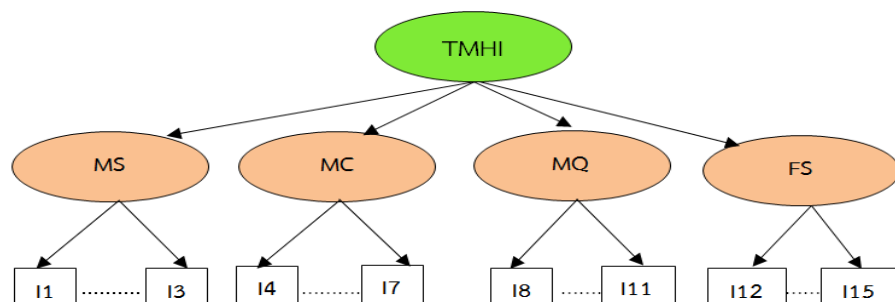 TMHI
MS MC MQ FS
I1 ......... I3 I4 ......... I7 I8 ...... I11 I12 ...... I15